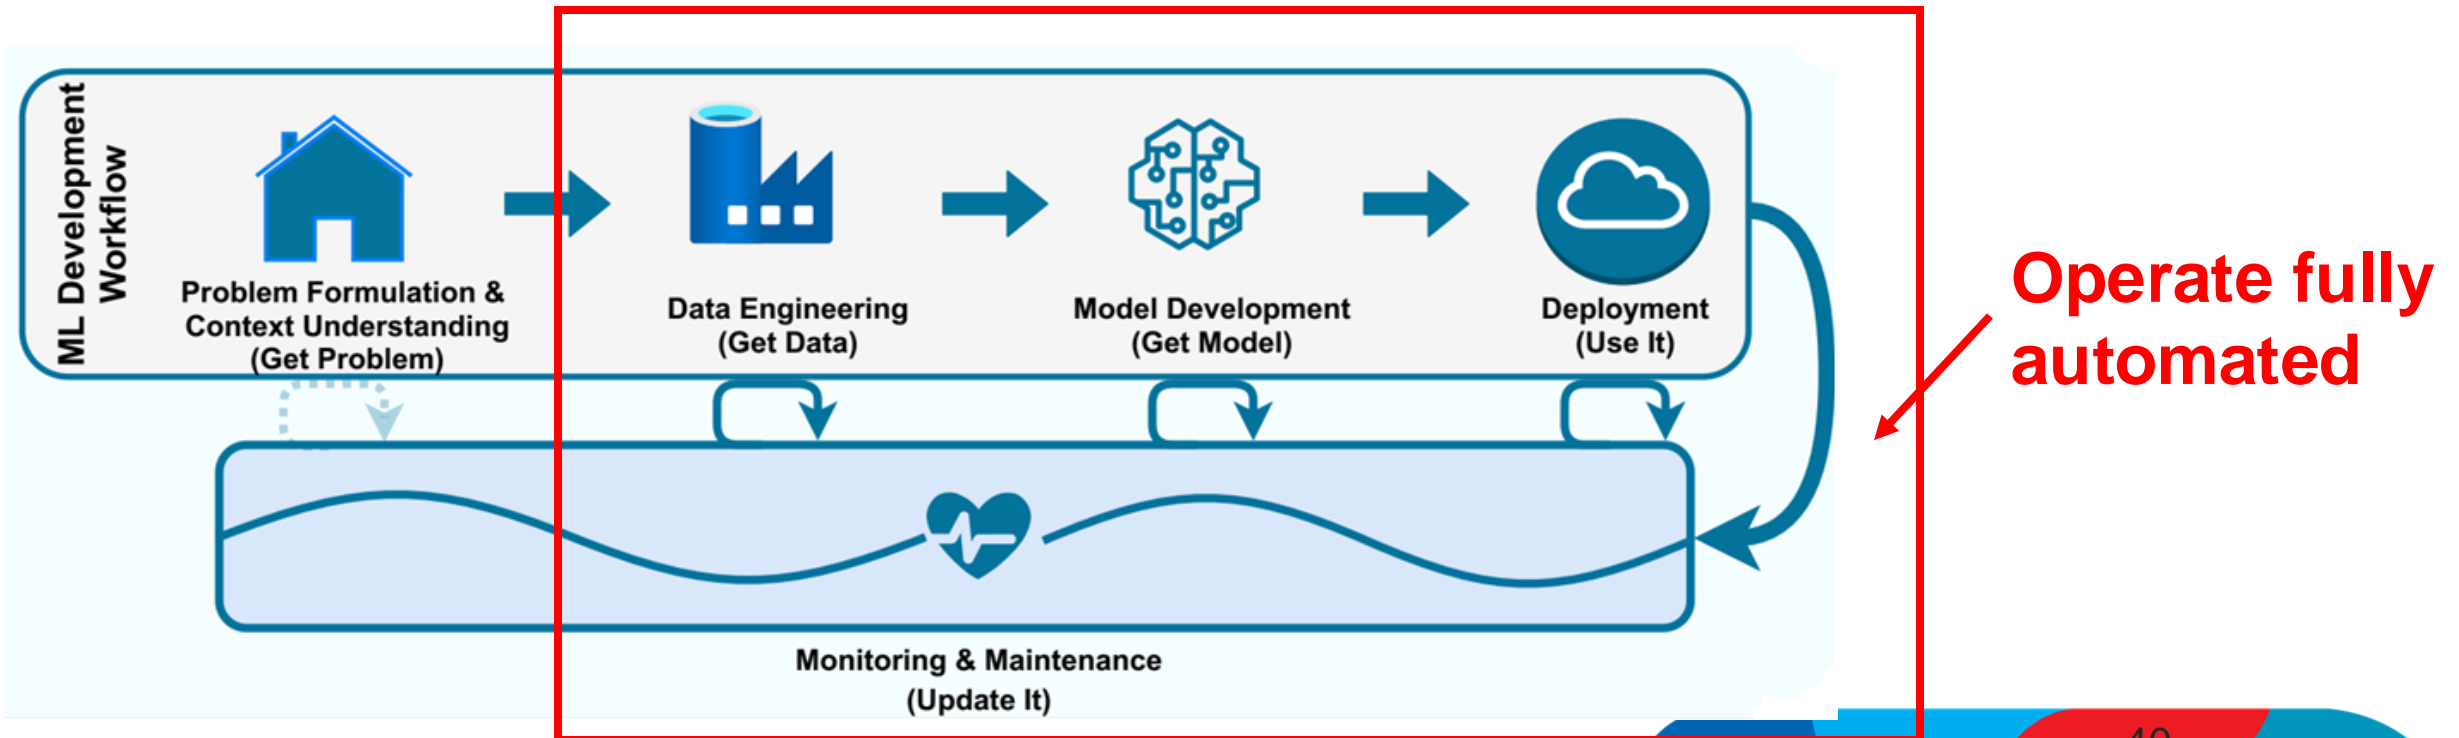 ML Development
Workflow
Problem Formulation &
Context Understanding
(Get Problem)
Data Engineering
(Get Data)
Model Development
(Get Model)
Deployment
(Use It)
Operate fully
automated
Monitoring & Maintenance
(Update It)